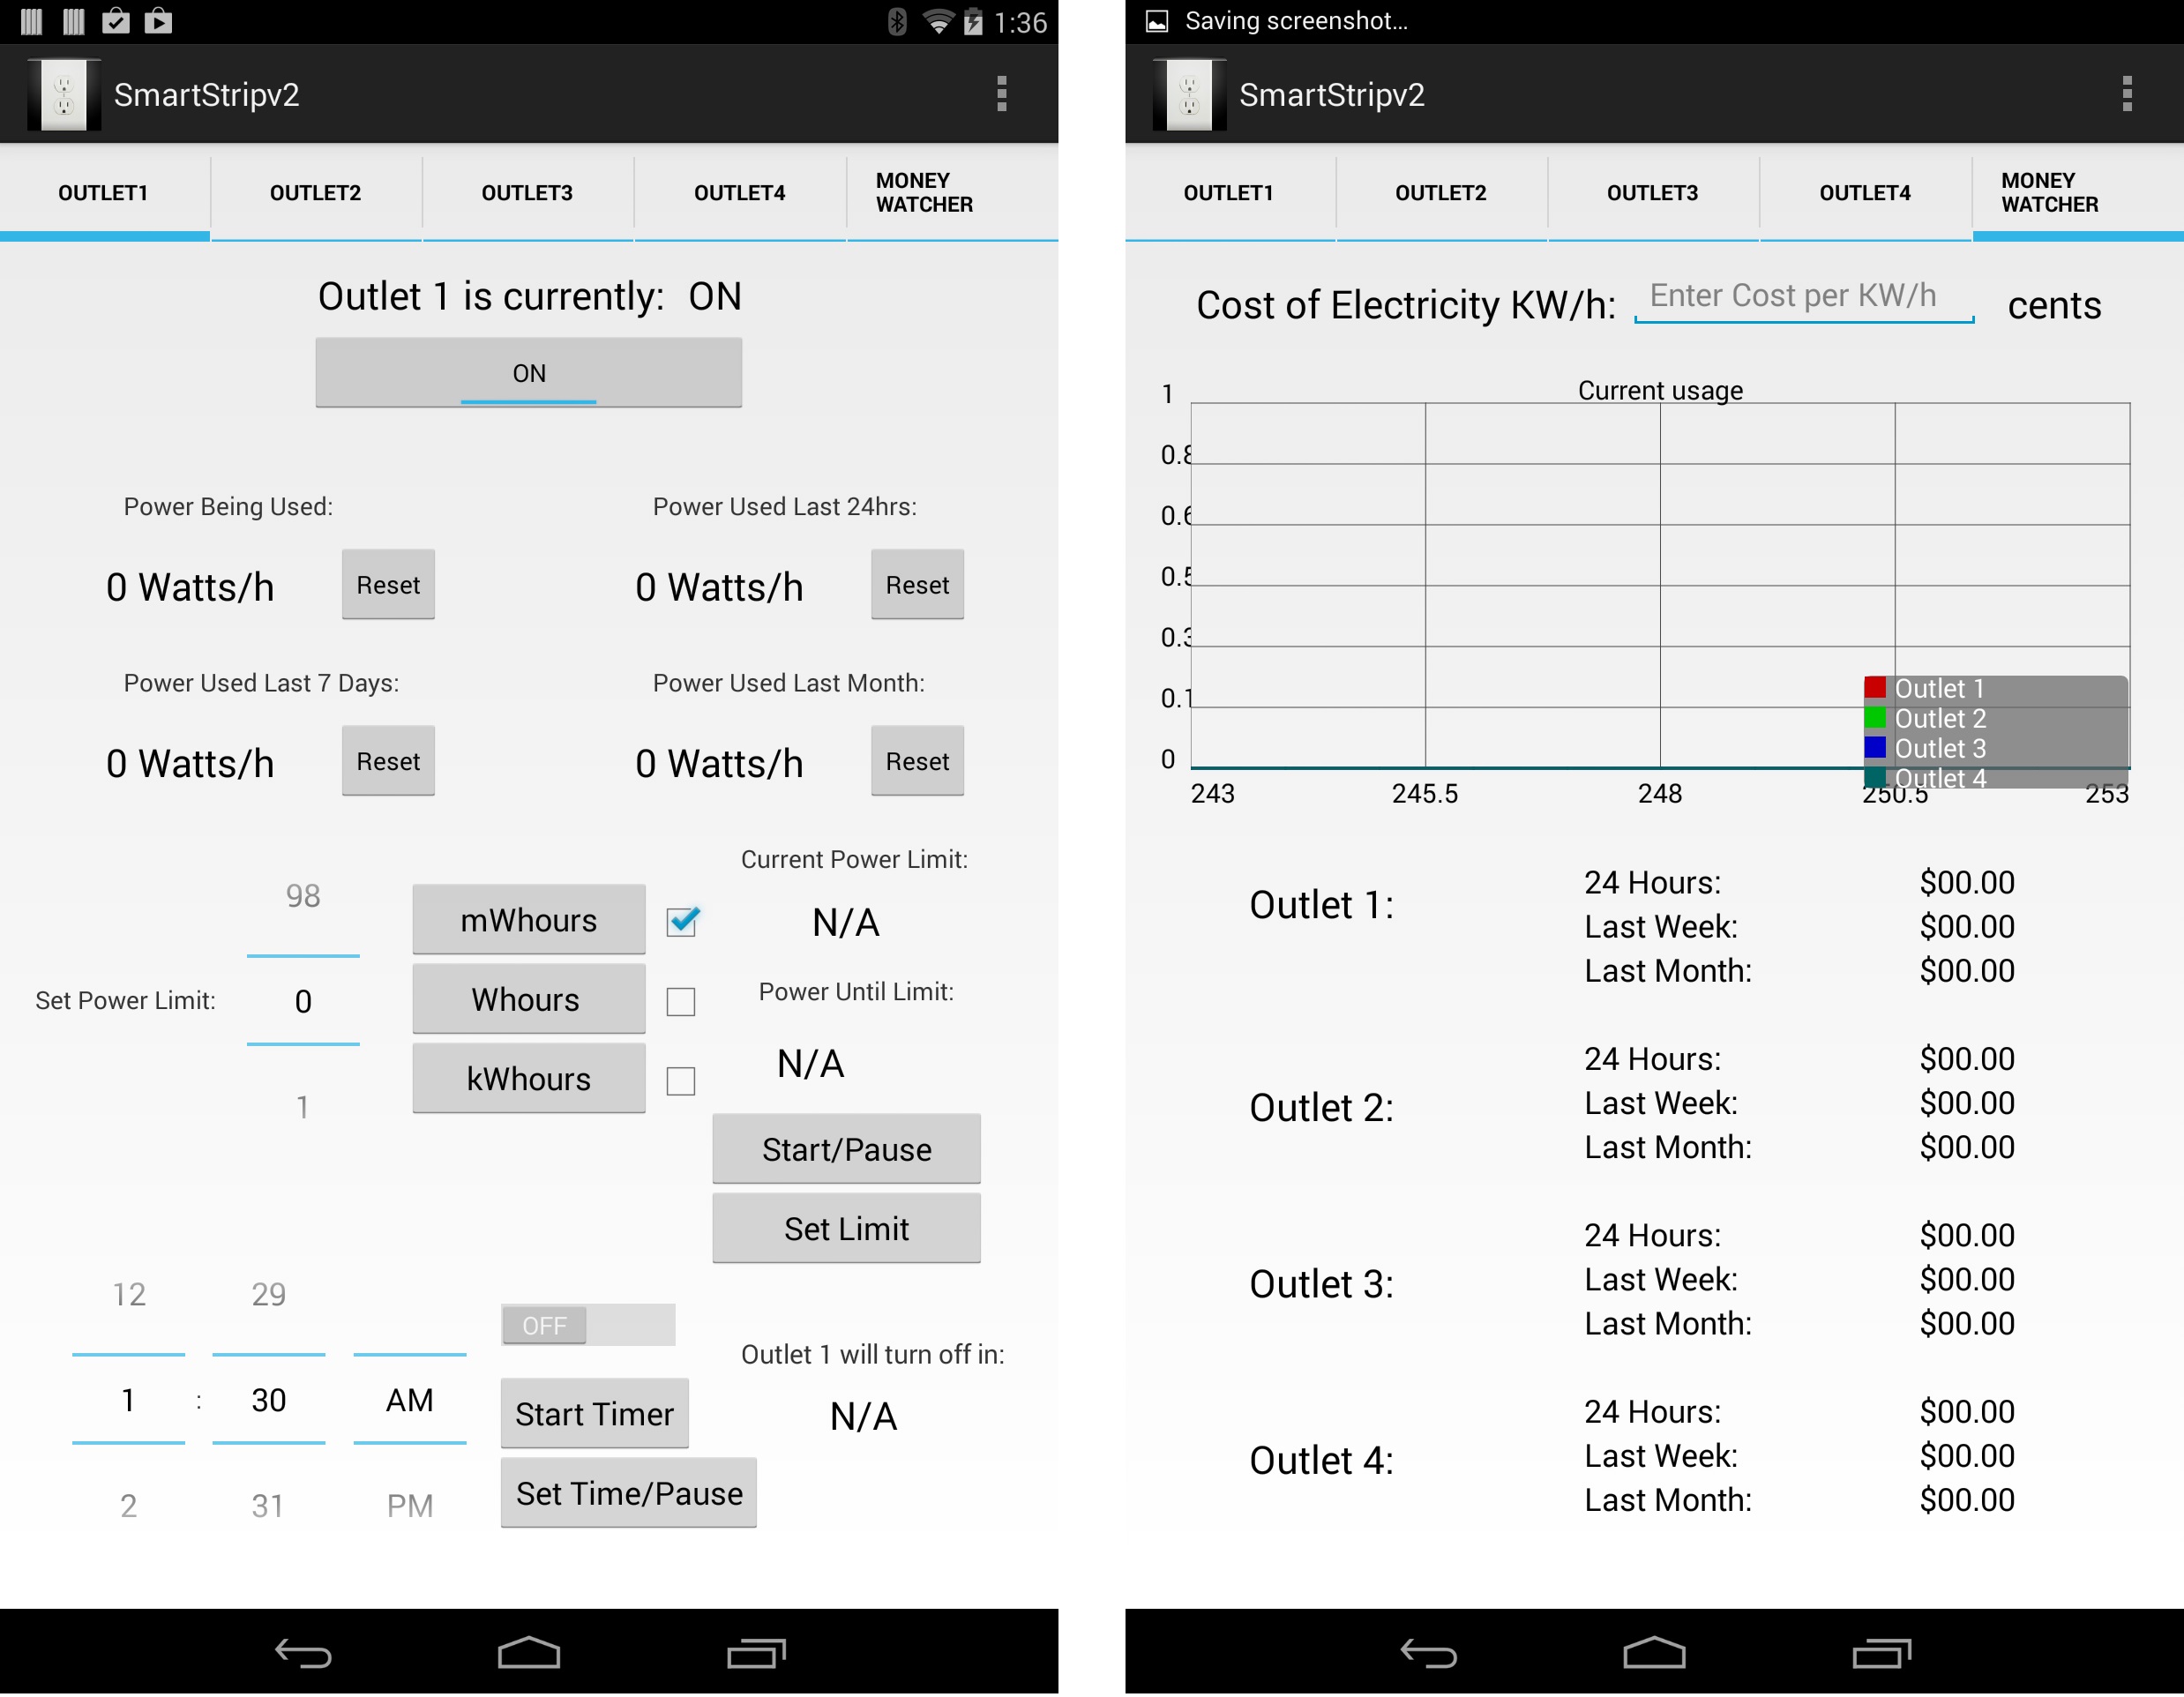 1:36
SmartStripv2
OUTLET1 OUTLET2 OUTLET3 OUTLET4 MONEY WATCHER
Outlet 1 is currently: ON
ON
Power Being Used: Power Used Last 24hrs:
0 Watts/h Reset 0 Watts/h Reset
Power Used Last 7 Days: Power Used Last Month:
0 Watts/h Reset 0 Watts/h Reset
Current Power Limit:
98 mWhours N/A
Set Power Limit: 0 Whours Power Until Limit:
1 kWhours N/A
Start/Pause
Set Limit
12 29 OFF
Outlet 1 will turn off in:
1 : 30 AM Start Timer N/A
2 31 PM Set Time/Pause
Saving screenshot...
SmartStripv2
OUTLET1 OUTLET2 OUTLET3 OUTLET4 MONEY WATCHER
Cost of Electricity KW/h: Enter Cost per KW/h cents
Current usage
1
0.8
0.6
0.5
0.3
0.1
0
Outlet 1
Outlet 2
Outlet 3
Outlet 4
243 245.5 248 250.5 253
Outlet 1:
24 Hours: $00.00
Last Week: $00.00
Last Month: $00.00
Outlet 2:
24 Hours: $00.00
Last Week: $00.00
Last Month: $00.00
Outlet 3:
24 Hours: $00.00
Last Week: $00.00
Last Month: $00.00
Outlet 4:
24 Hours: $00.00
Last Week: $00.00
Last Month: $00.00